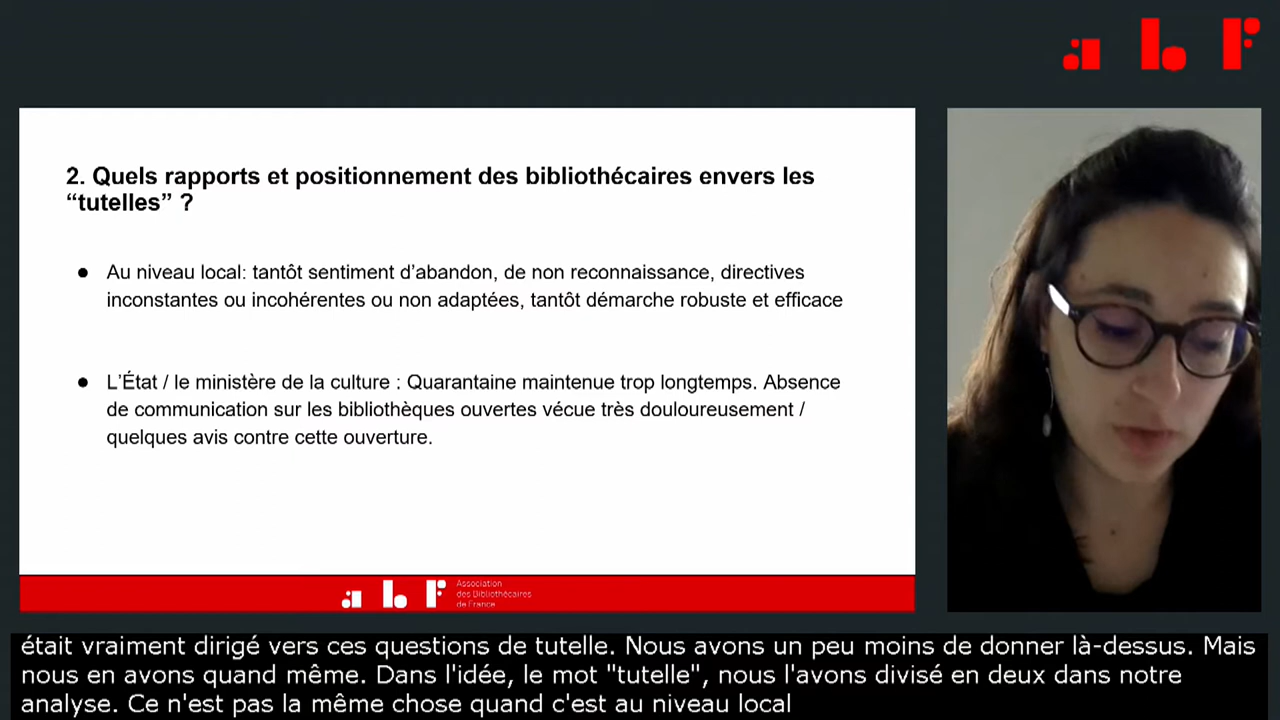 abF
2. Quels rapports et positionnement des bibliothécaires envers les
“tutelles” ?
● Au niveau local: tantôt sentiment d’abandon, de non reconnaissance, directives
inconstantes ou incohérentes ou non adaptées, tantôt démarche robuste et efficace
● L’État / le ministère de la culture : Quarantaine maintenue trop longtemps. Absence
de communication sur les bibliothèques ouvertes vécue très douloureusement /
quelques avis contre cette ouverture.
abF
Association
des Bibliothécaires
de France
était vraiment dirigé vers ces questions de tutelle. Nous avons un peu moins de donner là-dessus. Mais
nous en avons quand même. Dans l'idée, le mot "tutelle", nous l'avons divisé en deux dans notre
analyse. Ce n'est pas la même chose quand c'est au niveau local